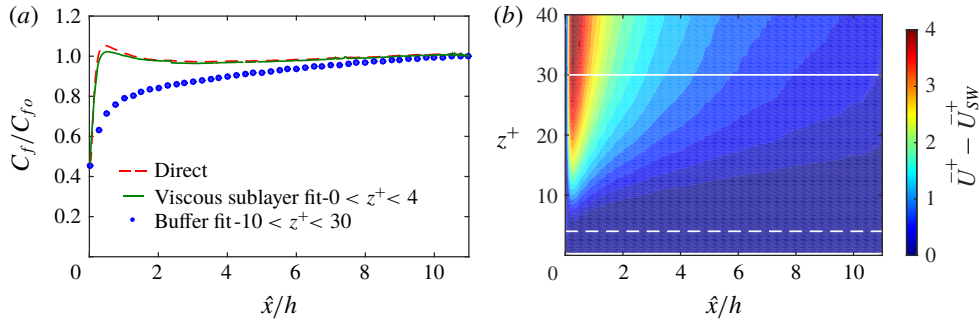 (a)
1.2
1.0
0.8
0.6
0.4
0.2
0
2
4
6
8
10
C_f/C_fo
x̂/h
Direct
Viscous sublayer fit-0 < z⁺ < 4
Buffer fit-10 < z⁺ < 30
(b)
40
30
20
10
0
2
4
6
8
10
z⁺
x̂/h
4
3
2
1
0
U̅⁺ − U̅⁺_SW